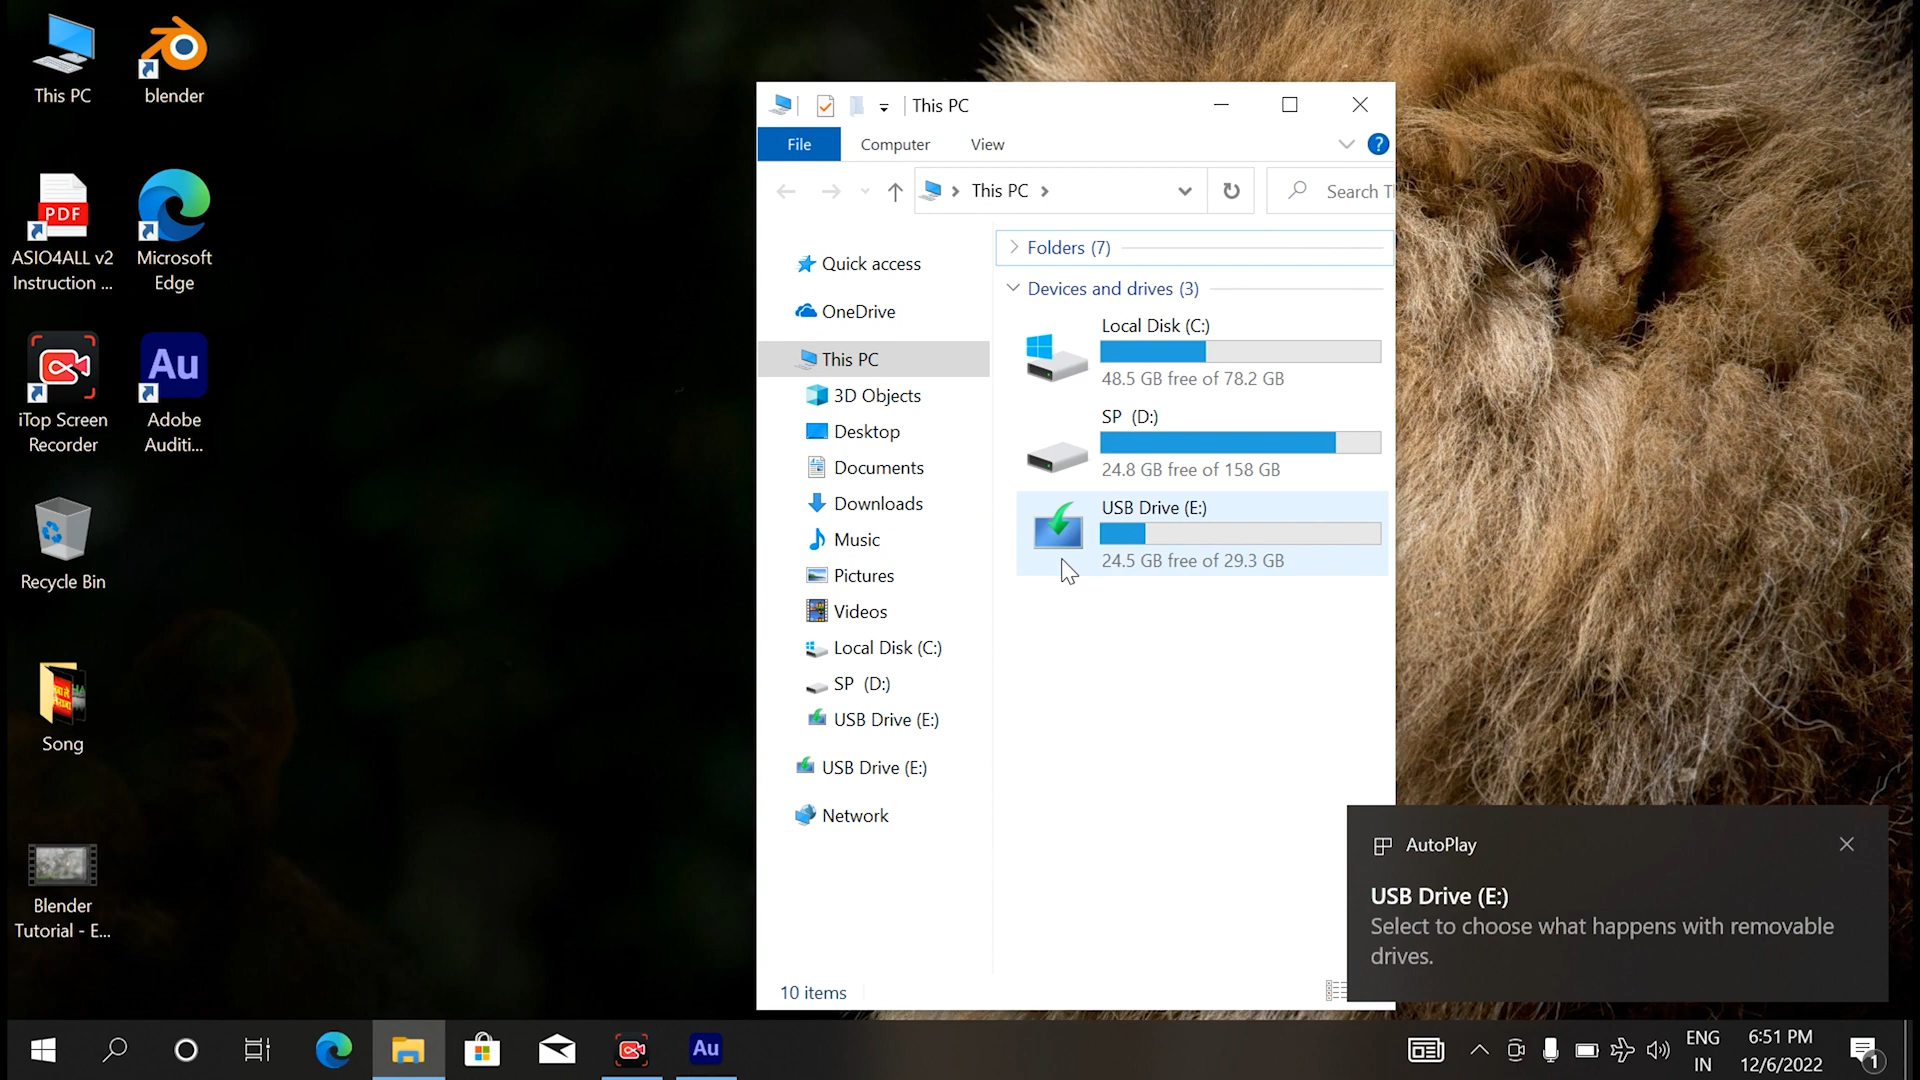 This PC
blender
PDF
ASIO4ALL v2
Instruction ...
Microsoft
Edge
iTop Screen
Recorder
Au
Adobe
Auditi...
Recycle Bin
Song
Blender
Tutorial - E...
This PC
File
Computer
View
?
This PC
Search T
Quick access
OneDrive
This PC
3D Objects
Desktop
Documents
Downloads
Music
Pictures
Videos
Local Disk (C:)
SP (D:)
USB Drive (E:)
USB Drive (E:)
Network
Folders (7)
Devices and drives (3)
Local Disk (C:)
48.5 GB free of 78.2 GB
SP (D:)
24.8 GB free of 158 GB
USB Drive (E:)
24.5 GB free of 29.3 GB
10 items
AutoPlay
USB Drive (E:)
Select to choose what happens with removable
drives.
Au
ENG
IN
6:51 PM
12/6/2022
1